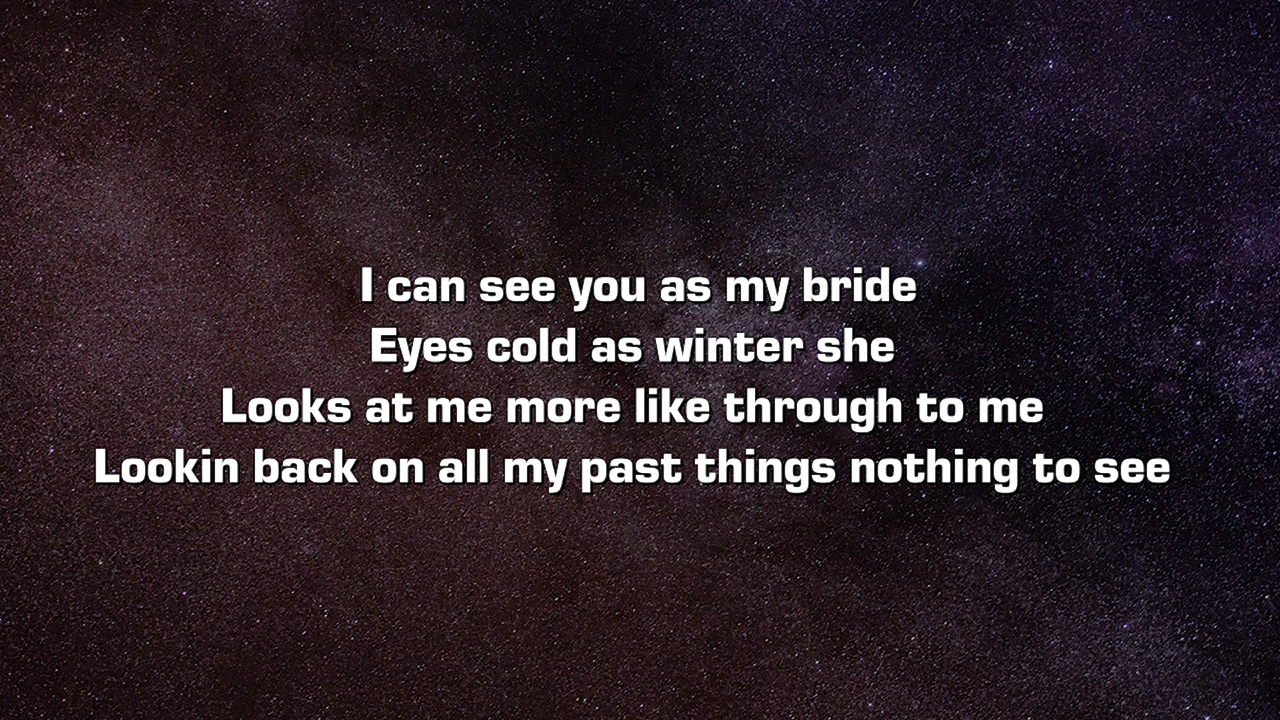 I can see you as my bride
Eyes cold as winter she
Looks at me more like through to me
Lookin back on all my past things nothing to see